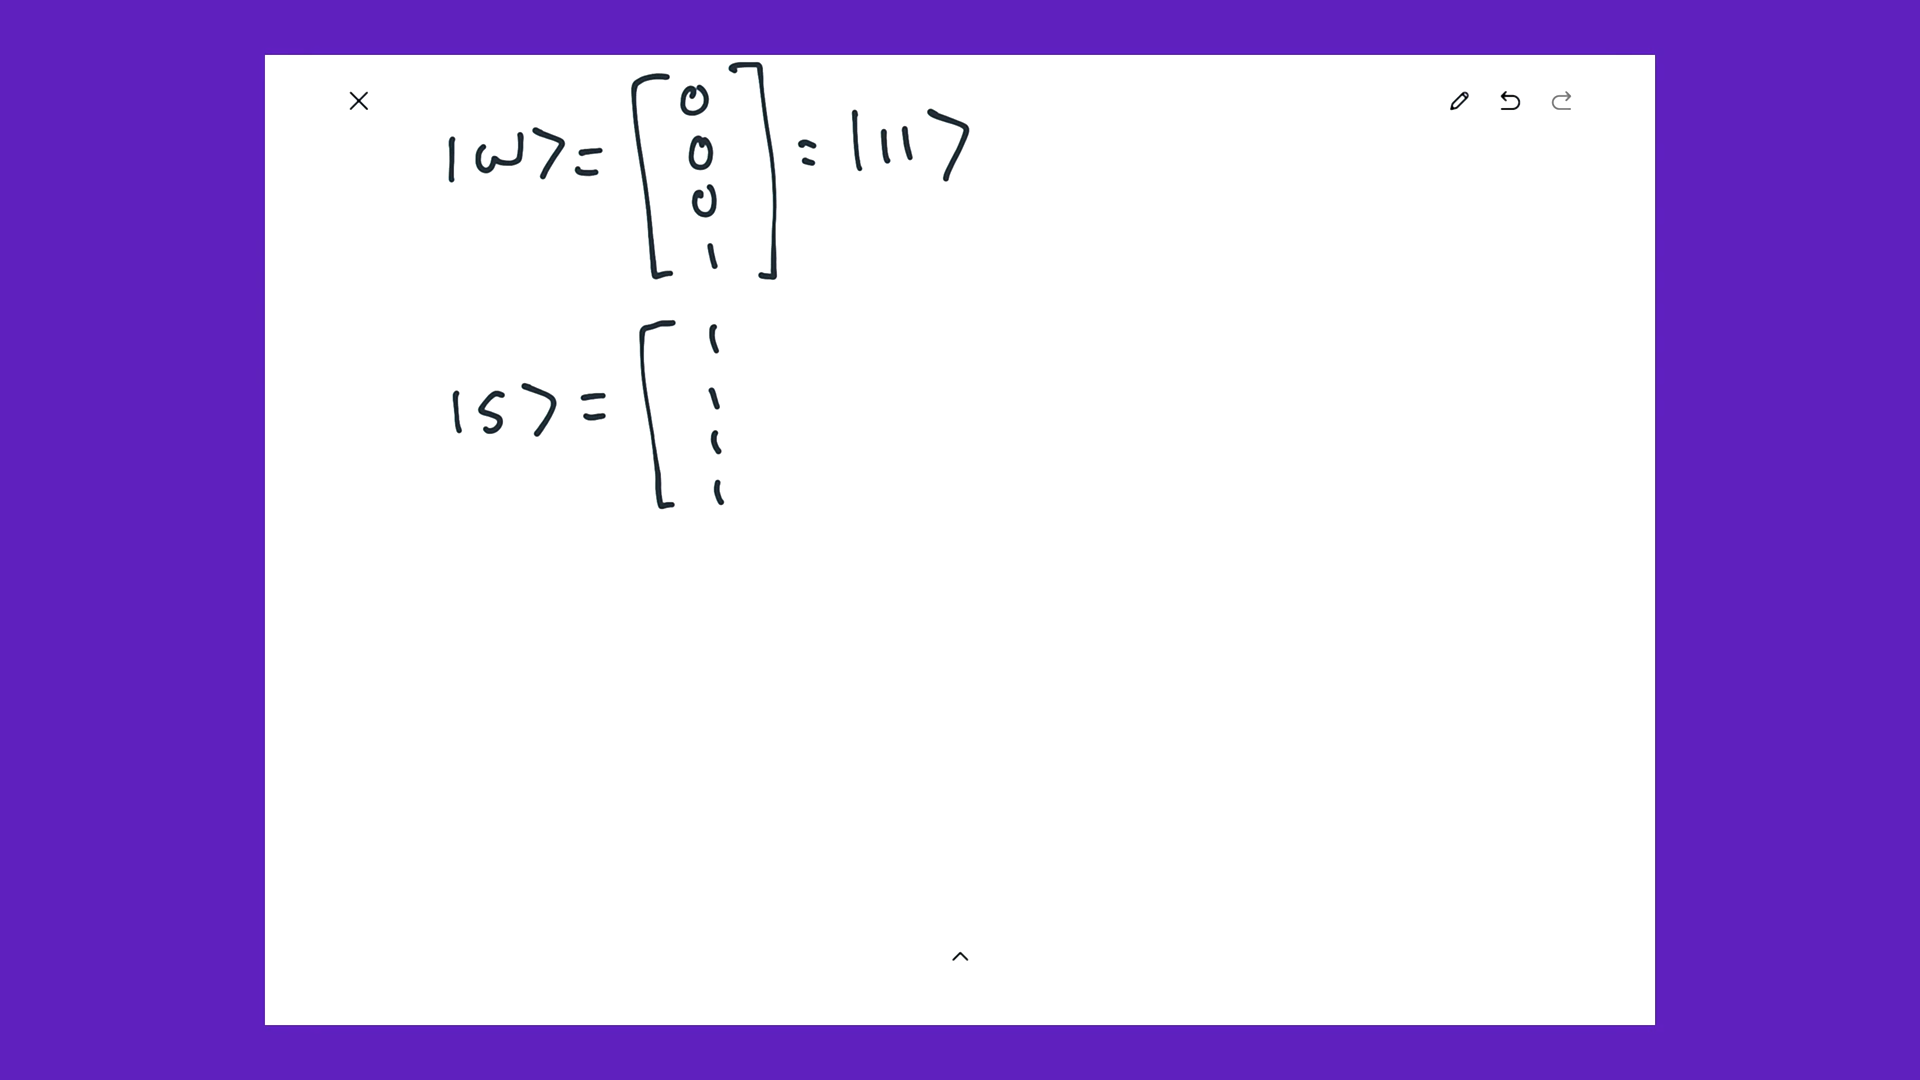 |ω⟩ = [0 0 0 1] = |11⟩
|s⟩ = [1 1 1 1